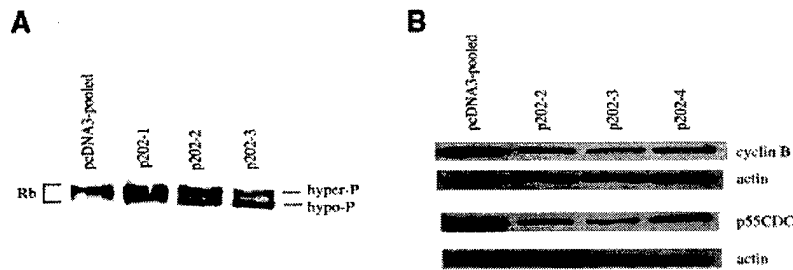 A
pcDNA3-pooled
p202-1
p202-2
p202-3
Rb
hyper-P
hypo-P
B
pcDNA3-pooled
p202-2
p202-3
p202-4
cyclin B
actin
p55CDC
actin